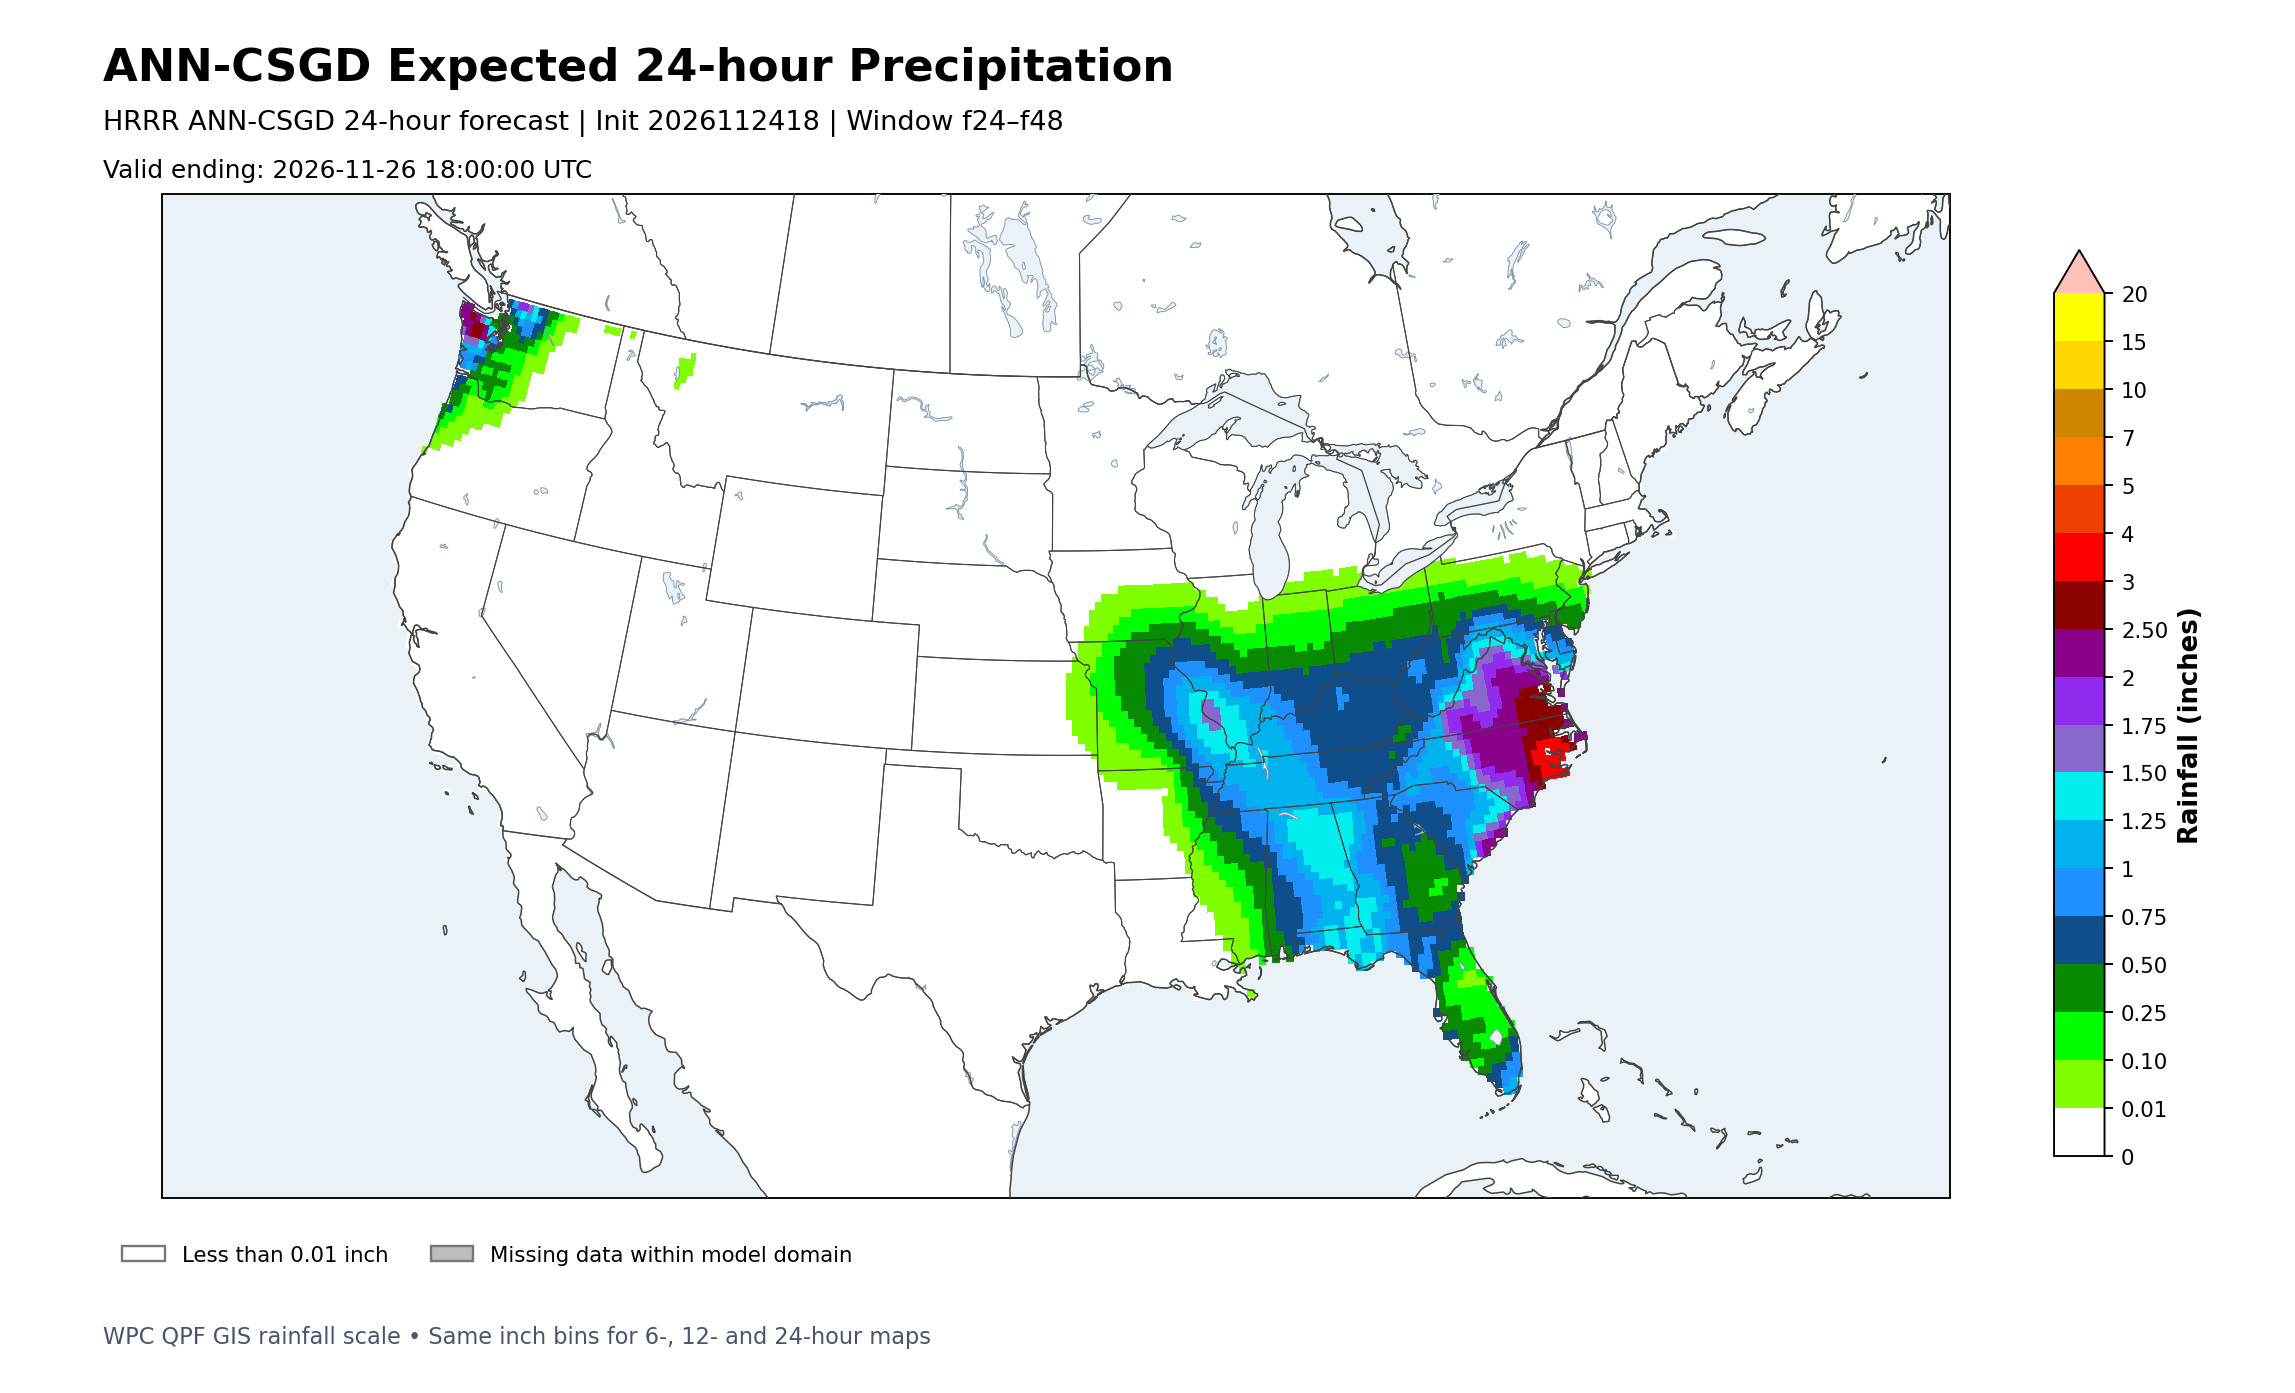 ANN-CSGD Expected 24-hour Precipitation
HRRR ANN-CSGD 24-hour forecast | Init 2026112418 | Window f24–f48
Valid ending: 2026-11-26 18:00:00 UTC
20
15
10
7
5
4
3
2.50
2
1.75
1.50
1.25
1
0.75
0.50
0.25
0.10
0.01
0
Rainfall (inches)
Less than 0.01 inch
Missing data within model domain
WPC QPF GIS rainfall scale • Same inch bins for 6-, 12- and 24-hour maps